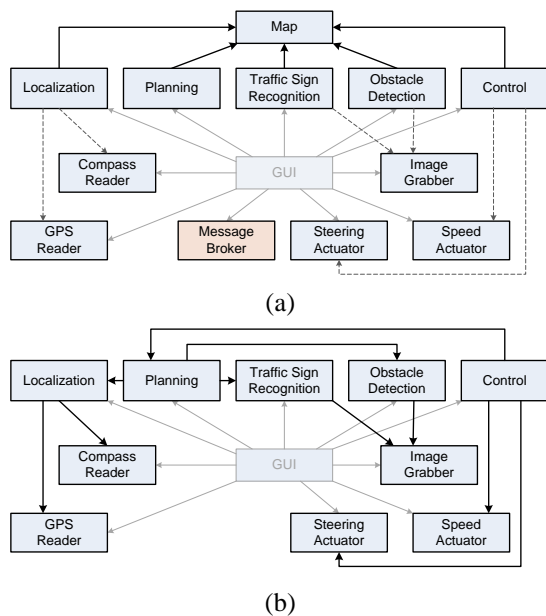 Map
Localization
Planning
Traffic Sign
Recognition
Obstacle
Detection
Control
Compass
Reader
GUI
Image
Grabber
GPS
Reader
Message
Broker
Steering
Actuator
Speed
Actuator
(a)
Localization
Planning
Traffic Sign
Recognition
Obstacle
Detection
Control
Compass
Reader
GUI
Image
Grabber
GPS
Reader
Steering
Actuator
Speed
Actuator
(b)